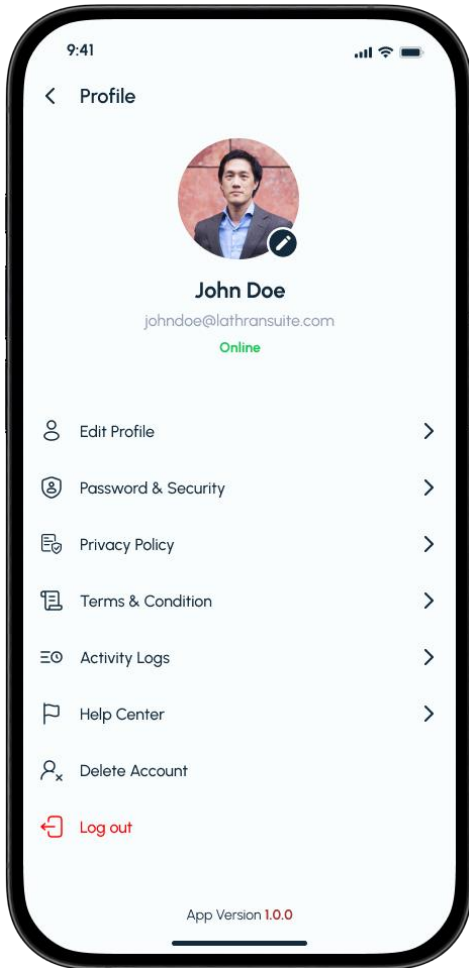 9:41
Profile
John Doe
johndoe@lathransuite.com
Online
Edit Profile
Password & Security
Privacy Policy
Terms & Condition
Activity Logs
Help Center
Delete Account
Log out
App Version 1.0.0